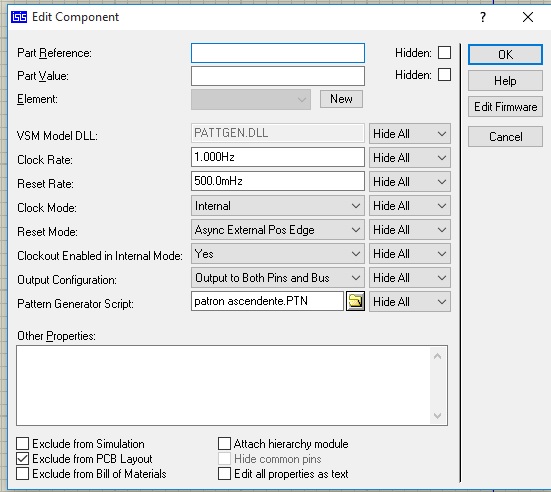 ISIS Edit Component ?
Part Reference: Hidden: OK
Part Value: Hidden: Help
Element: New Edit Firmware
VSM Model DLL: PATTGEN.DLL Hide All Cancel
Clock Rate: 1.000Hz Hide All
Reset Rate: 500.0mHz Hide All
Clock Mode: Internal Hide All
Reset Mode: Async External Pos Edge Hide All
Clockout Enabled in Internal Mode: Yes Hide All
Output Configuration: Output to Both Pins and Bus Hide All
Pattern Generator Script: patron ascendente.PTN Hide All
Other Properties:
Exclude from Simulation Attach hierarchy module
Exclude from PCB Layout Hide common pins
Exclude from Bill of Materials Edit all properties as text